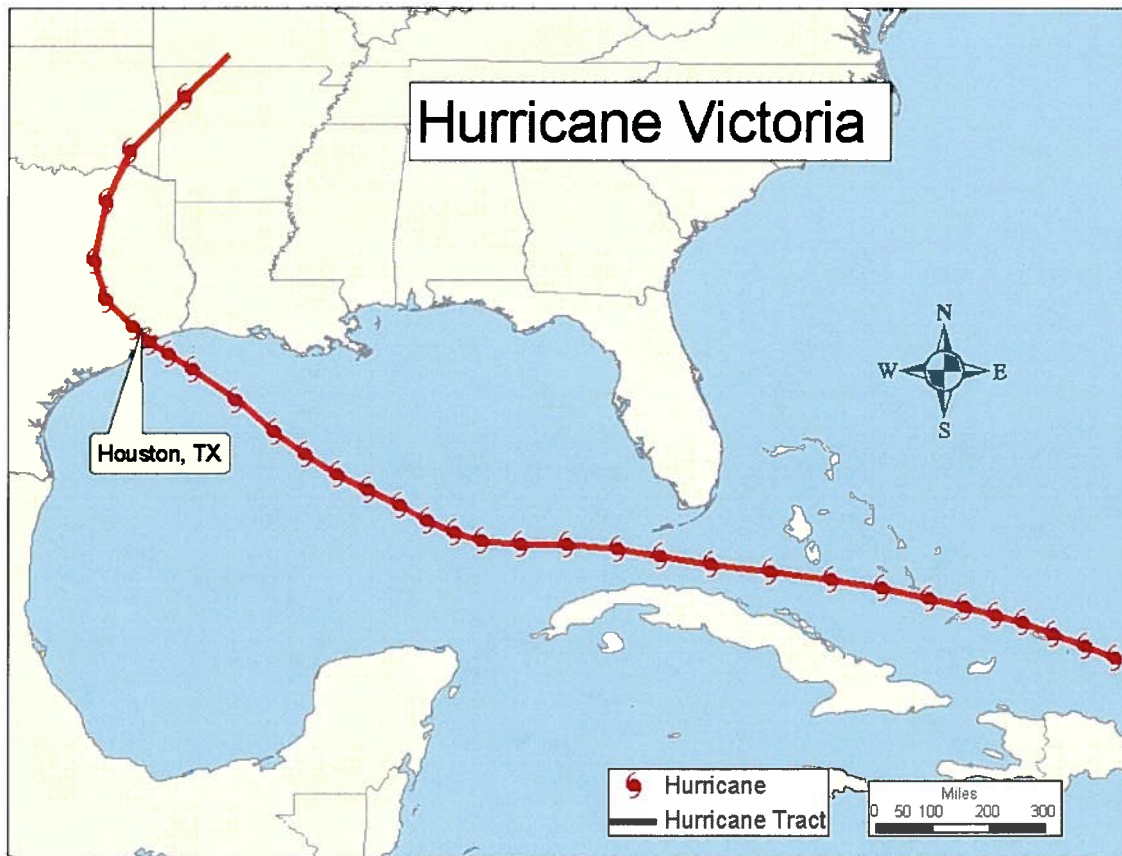 Hurricane Victoria
N
W E
S
Houston, TX
Hurricane
Hurricane Tract
Miles
0 50 100 200 300